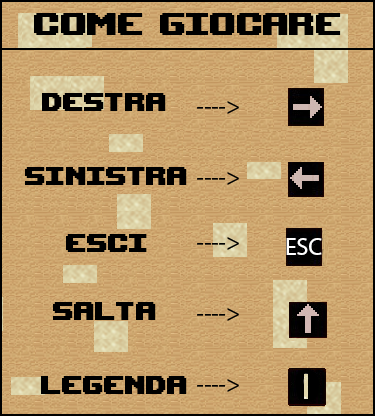 COME GIOCARE
DESTRA ----> →
SINISTRA ----> ←
ESCI ----> ESC
SALTA ----> ↑
LEGENDA ----> I